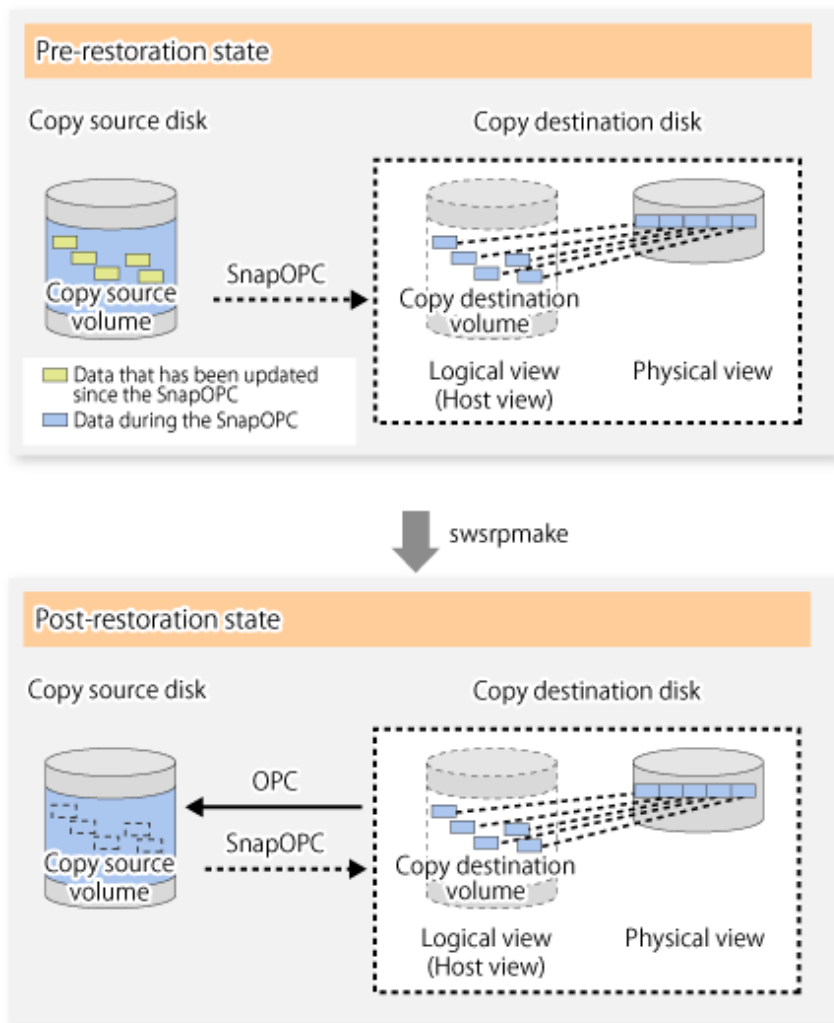 Pre-restoration state
Copy source disk
Copy destination disk
SnapOPC
Copy source
volume
Copy destination
volume
Logical view
(Host view)
Physical view
Data that has been updated
since the SnapOPC
Data during the SnapOPC
swsrpmake
Post-restoration state
Copy source disk
Copy destination disk
OPC
SnapOPC
Copy source
volume
Copy destination
volume
Logical view
(Host view)
Physical view